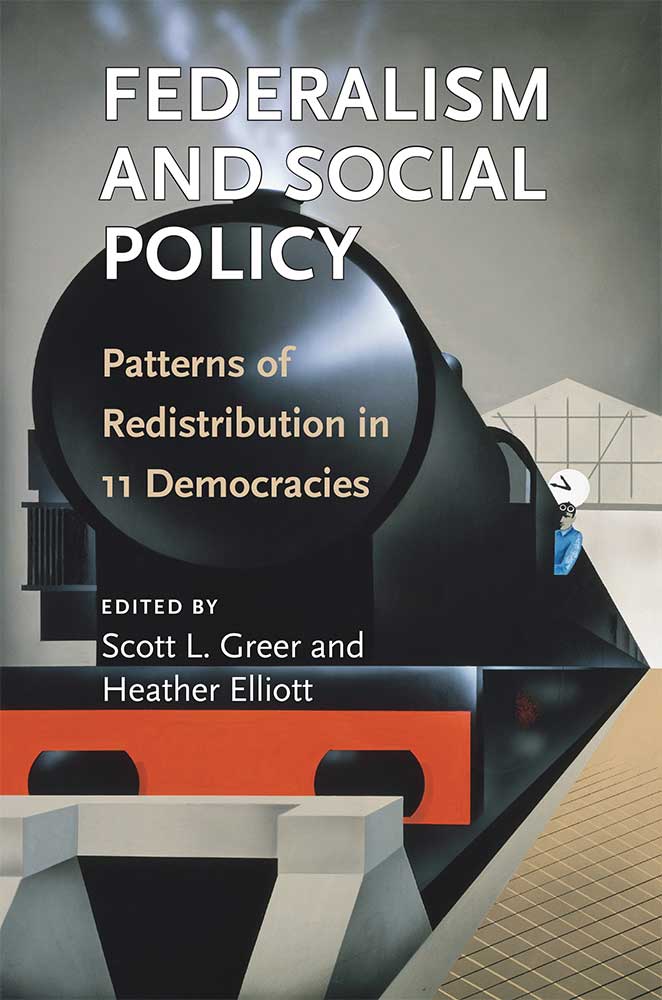 FEDERALISM
AND SOCIAL
POLICY
Patterns of
Redistribution in
11 Democracies
EDITED BY
Scott L. Greer and
Heather Elliott